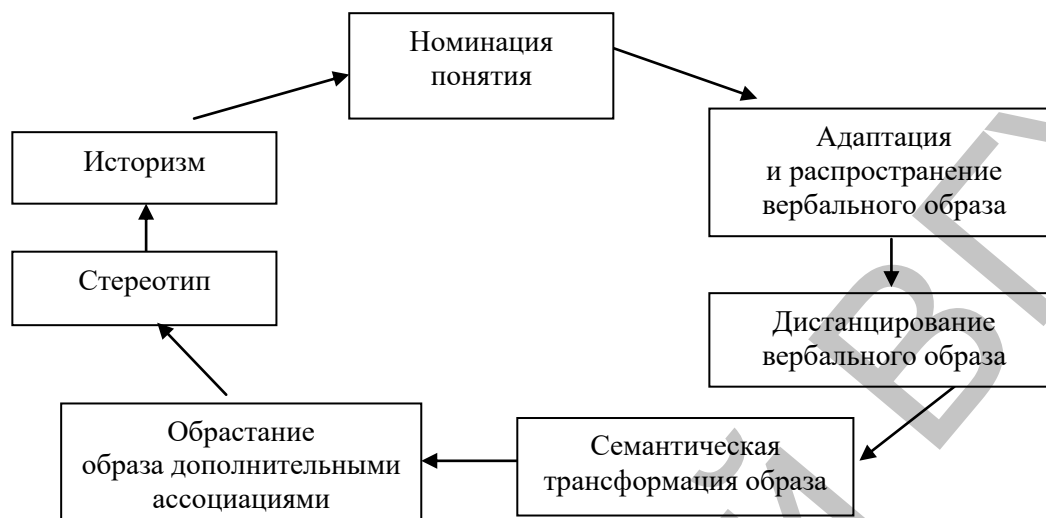 Номинация
понятия
Адаптация
и распространение
вербального образа
Дистанцирование
вербального образа
Семантическая
трансформация образа
Обрастание
образа дополнительными
ассоциациями
Стереотип
Историзм